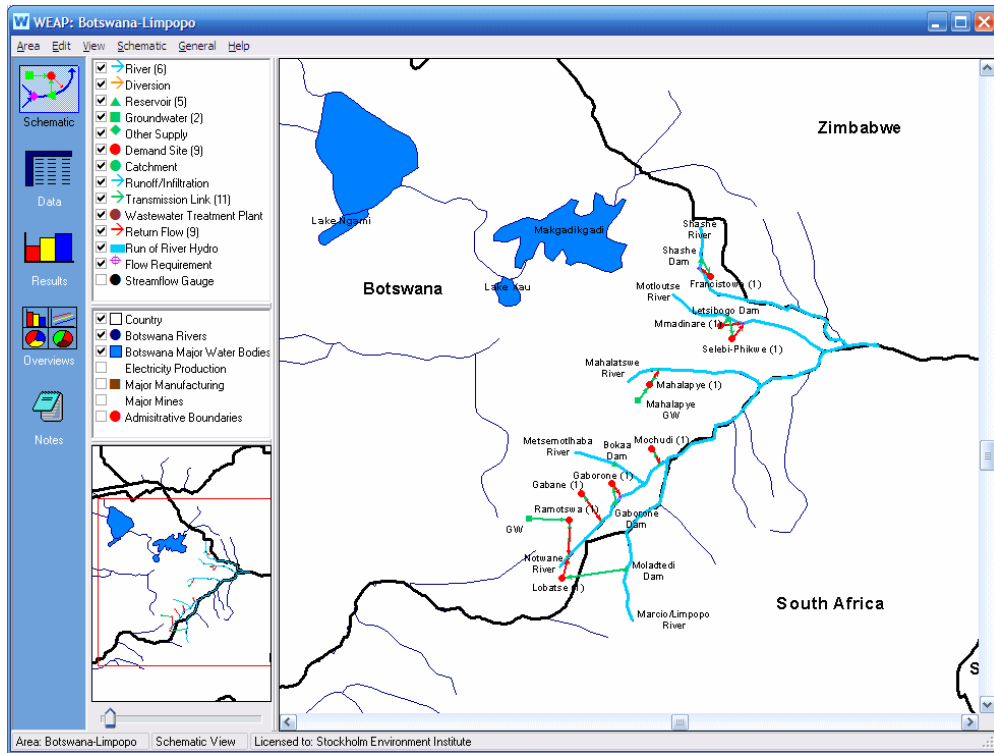 WEAP: Botswana-Limpopo
Area Edit View Schematic General Help
Schematic
Data
Results
Overviews
Notes
River (6)
Diversion
Reservoir (5)
Groundwater (2)
Other Supply
Demand Site (9)
Catchment
Runoff/Infiltration
Transmission Link (11)
Wastewater Treatment Plant
Return Flow (9)
Run of River Hydro
Flow Requirement
Streamflow Gauge
Country
Botswana Rivers
Botswana Major Water Bodies
Electricity Production
Major Manufacturing
Major Mines
Admisitrative Boundaries
Zimbabwe
Lake Ngami
Makgadikgadi
Shashe
River
Shashe
Dam
Botswana
Lake Xau
Francistown (1)
Motloutse
River
Letsibogo Dam
Mmadinare (1)
Selebi-Phikwe (1)
Mahalatswe
River
Mahalapye (1)
Mahalapye
GW
Metsemotlhaba
River
Bokaa
Dam
Mochudi (1)
Gaborone (1)
Gabane (1)
Ramotswa (1)
Gaborone
Dam
GW
Notwane
River
Moladtedi
Dam
Lobatse (1)
South Africa
Marcio/Limpopo
River
S
Area: Botswana-Limpopo Schematic View Licensed to: Stockholm Environment Institute